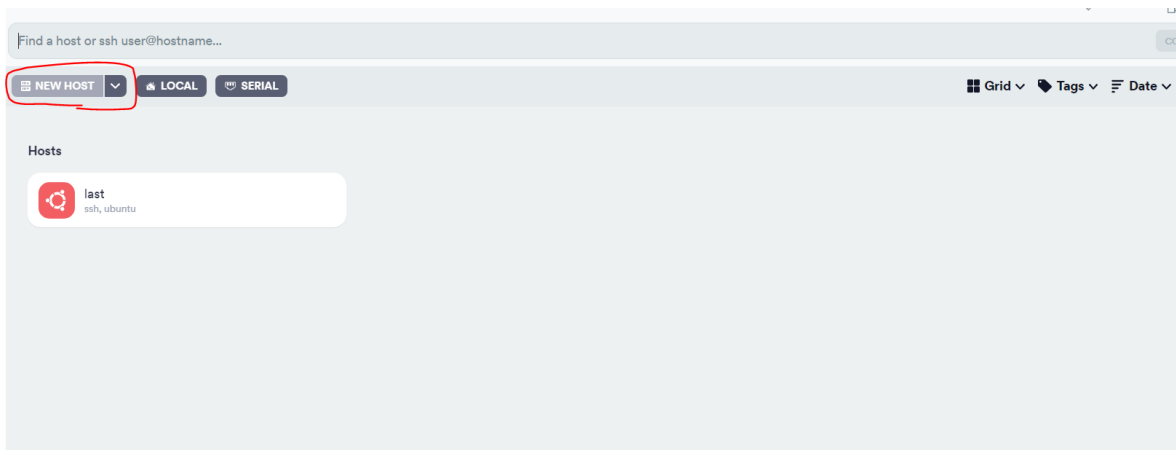 Find a host or ssh user@hostname...
NEW HOST LOCAL SERIAL Grid Tags Date
Hosts
last
ssh, ubuntu